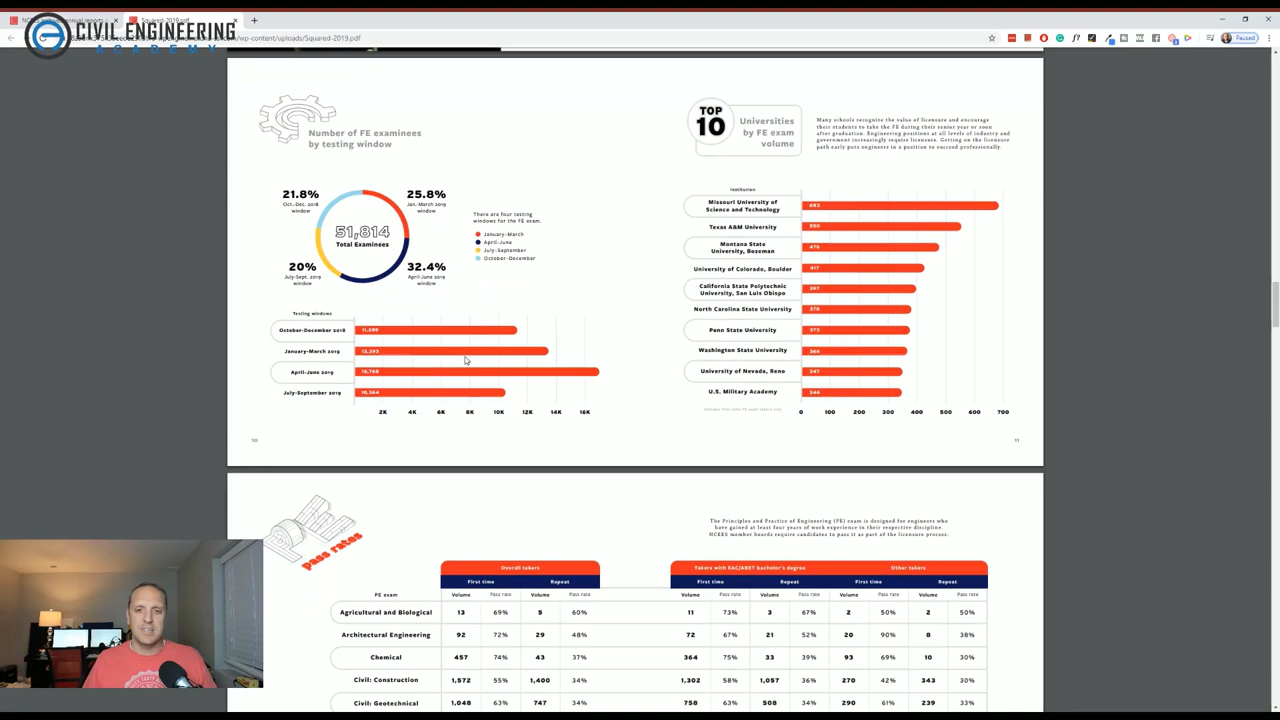 Squared-2019.pdf
CIVIL ENGINEERING
ACADEMY
wp-content/uploads/Squared-2019.pdf
Paused
Number of FE examinees
by testing window
21.8%
Oct.-Dec. 2018
window
25.8%
Jan.-March 2019
window
51,814
Total Examinees
20%
July-Sept. 2019
window
32.4%
April-June 2019
window
There are four testing
windows for the FE exam.
January-March
April-June
July-September
October-December
Testing windows
October-December 2018
January-March 2019
April-June 2019
July-September 2019
2K 4K 6K 8K 10K 12K 14K 16K
10
TOP
10
Universities
by FE exam
volume
Many schools recognize the value of licensure and encourage
their students to take the FE during their senior year or soon
after graduation. Engineering positions at all levels of industry and
government increasingly require licensure. Getting on the licensure
path early puts engineers in a position to succeed professionally.
Institution
Missouri University of
Science and Technology 683
Texas A&M University 550
Montana State
University, Bozeman 476
University of Colorado, Boulder 417
California State Polytechnic
University, San Luis Obispo 397
North Carolina State University 378
Penn State University 373
Washington State University 366
University of Nevada, Reno 347
U.S. Military Academy 346
0 100 200 300 400 500 600 700
11
PE
pass rates
The Principles and Practice of Engineering (PE) exam is designed for engineers who
have gained at least four years of work experience in their respective discipline.
NCEES member boards require candidates to pass it as part of the licensure process.
Overall takers Takers with EAC/ABET bachelor's degree Other takers
First time Repeat First time Repeat First time Repeat
PE exam Volume Pass rate Volume Pass rate Volume Pass rate Volume Pass rate Volume Pass rate Volume Pass rate
Agricultural and Biological 13 69% 5 60% 11 73% 3 67% 2 50% 2 50%
Architectural Engineering 92 72% 29 48% 72 67% 21 52% 20 90% 8 38%
Chemical 457 74% 43 37% 364 75% 33 39% 93 69% 10 30%
Civil: Construction 1,572 55% 1,400 34% 1,302 58% 1,057 36% 270 42% 343 30%
Civil: Geotechnical 1,048 63% 747 34% 758 63% 508 34% 290 61% 239 33%